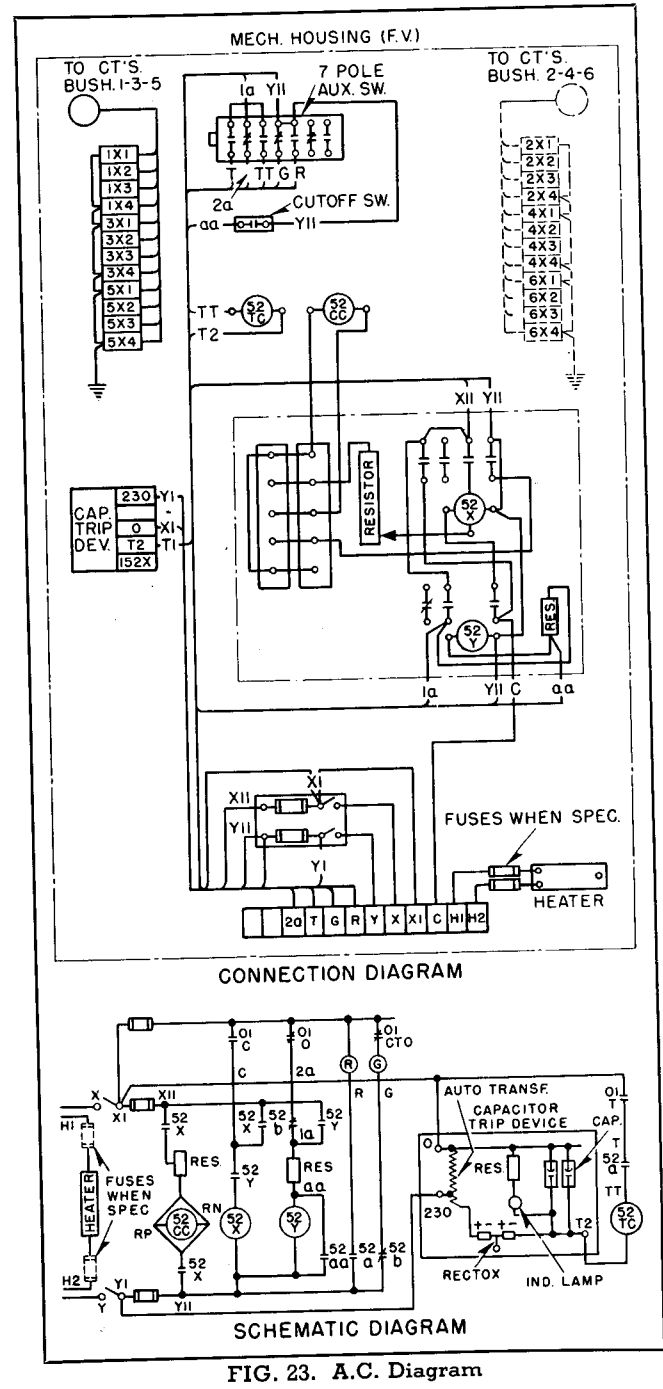 MECH. HOUSING (F.V.)
TO CT'S.
BUSH. 1-3-5
1a Y11
7 POLE
AUX. SW.
TO CT'S.
BUSH. 2-4-6
1X1
1X2
1X3
1X4
3X1
3X2
3X3
3X4
5X1
5X2
5X3
5X4
T TT G R
2a
CUTOFF SW.
aa
Y11
2X1
2X2
2X3
2X4
4X1
4X2
4X3
4X4
6X1
6X2
6X3
6X4
TT
52
TC
52
CC
T2
X11 Y11
CAP.
TRIP
DEV.
230
0
T2
152X
Y1
X1
T1
RESISTOR
52
X
52
Y
RES.
1a
Y11
C
aa
X11
X1
Y11
Y1
FUSES WHEN SPEC.
HEATER
2a T G R Y X X1 C H1 H2
CONNECTION DIAGRAM
01
C
01
O
01
CTO
R
G
C
2a
R
G
X
X1
X11
H1
52
X
52
X
52
b
1a
52
Y
AUTO TRANSF.
CAPACITOR
TRIP DEVICE
01
T
CAP.
T
HEATER
FUSES
WHEN
SPEC
RES.
52
Y
RES
aa
0
RES.
52
a
TT
RP
52
CC
RN
52
X
52
Y
230
52
TC
H2
Y
Y1
52
X
Y11
52
aa
52
a
52
b
+ - + -
T2
RECTOX
IND. LAMP
SCHEMATIC DIAGRAM
FIG. 23. A.C. Diagram